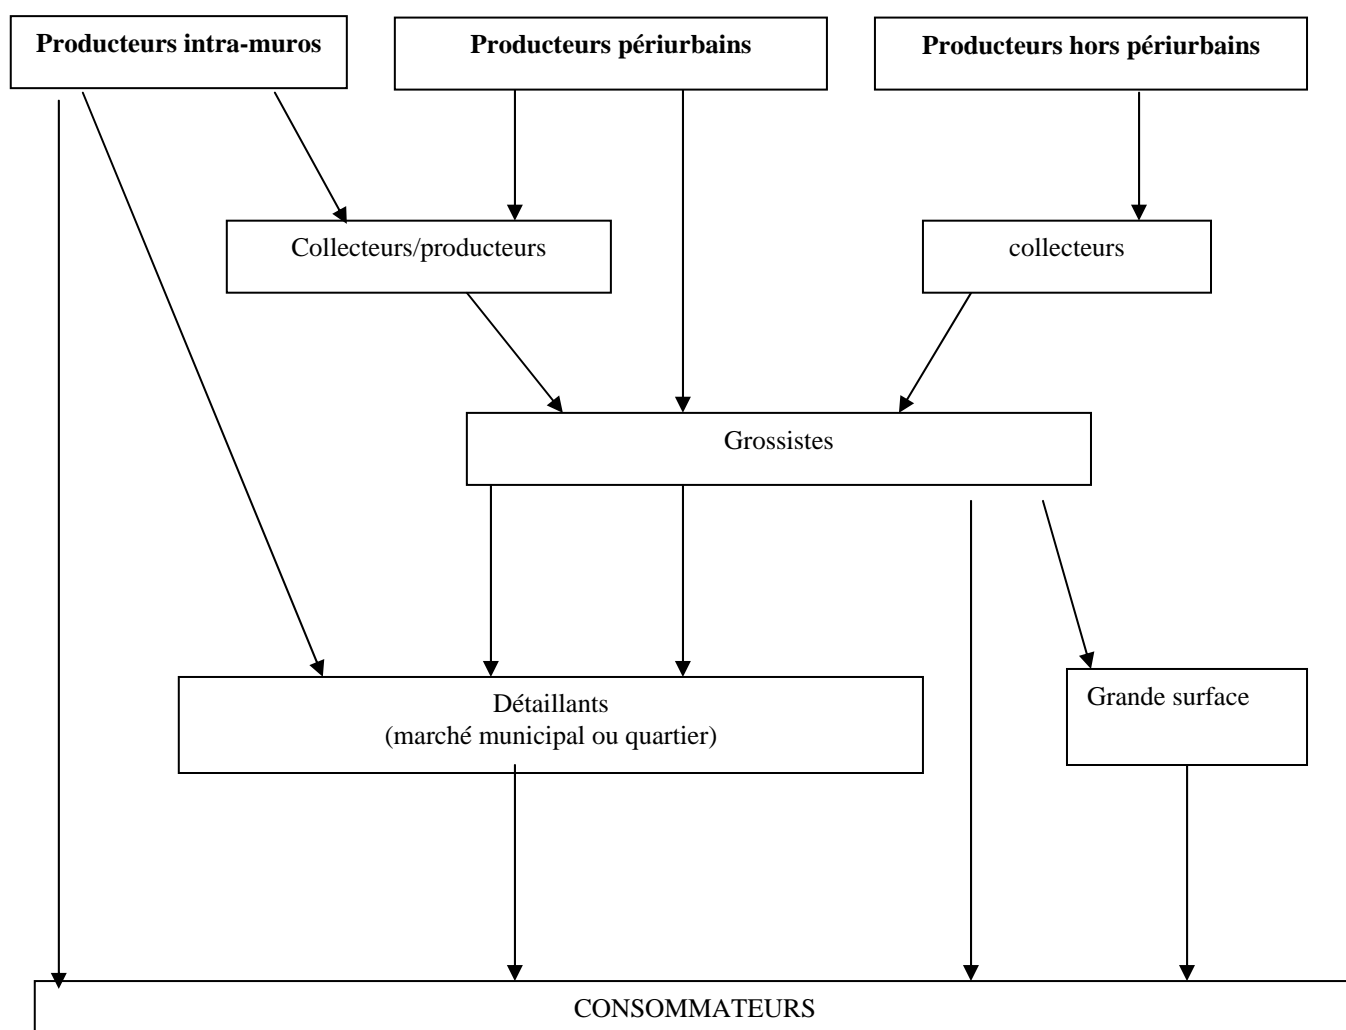 Producteurs intra-muros
Producteurs périurbains
Producteurs hors périurbains
Collecteurs/producteurs
collecteurs
Grossistes
Détaillants
(marché municipal ou quartier)
Grande surface
CONSOMMATEURS